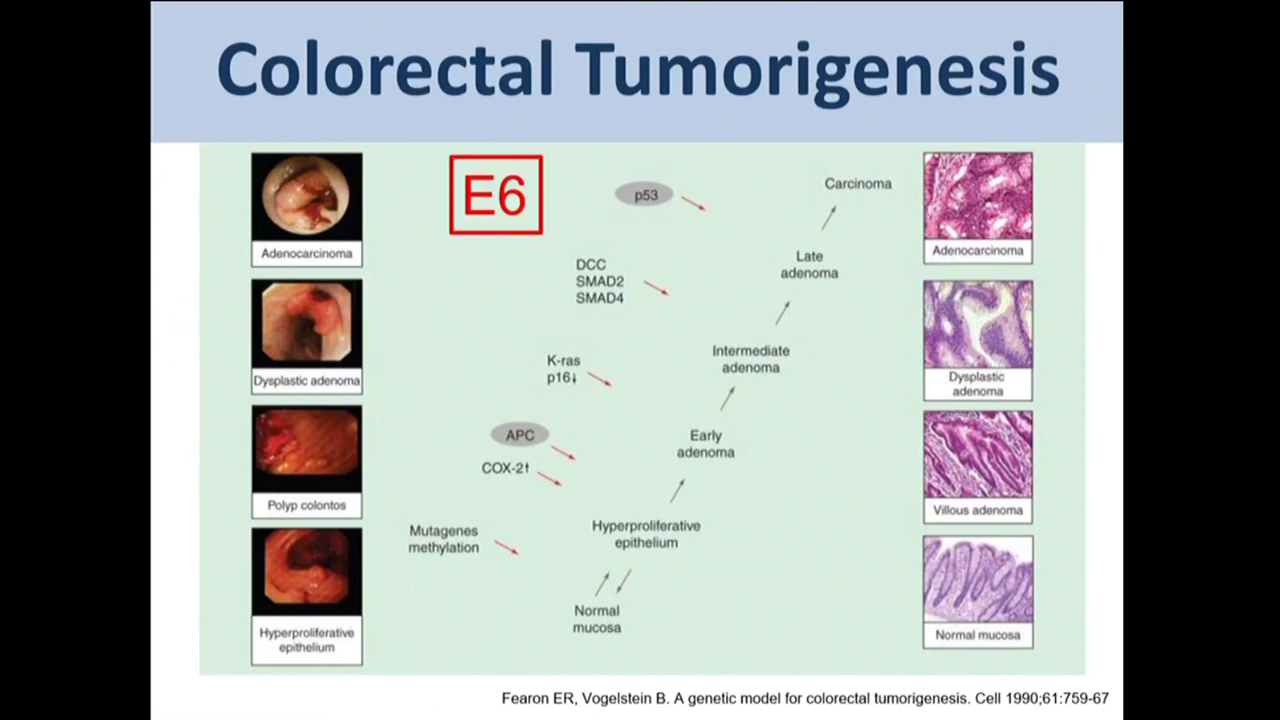 Colorectal Tumorigenesis
E6
Adenocarcinoma
Dysplastic adenoma
Polyp colontos
Hyperproliferative
epithelium
p53
DCC
SMAD2
SMAD4
K-ras
p16↓
APC
COX-2↑
Mutagenes
methylation
Carcinoma
Late
adenoma
Intermediate
adenoma
Early
adenoma
Hyperproliferative
epithelium
Normal
mucosa
Adenocarcinoma
Dysplastic
adenoma
Villous adenoma
Normal mucosa
Fearon ER, Vogelstein B. A genetic model for colorectal tumorigenesis. Cell 1990;61:759-67